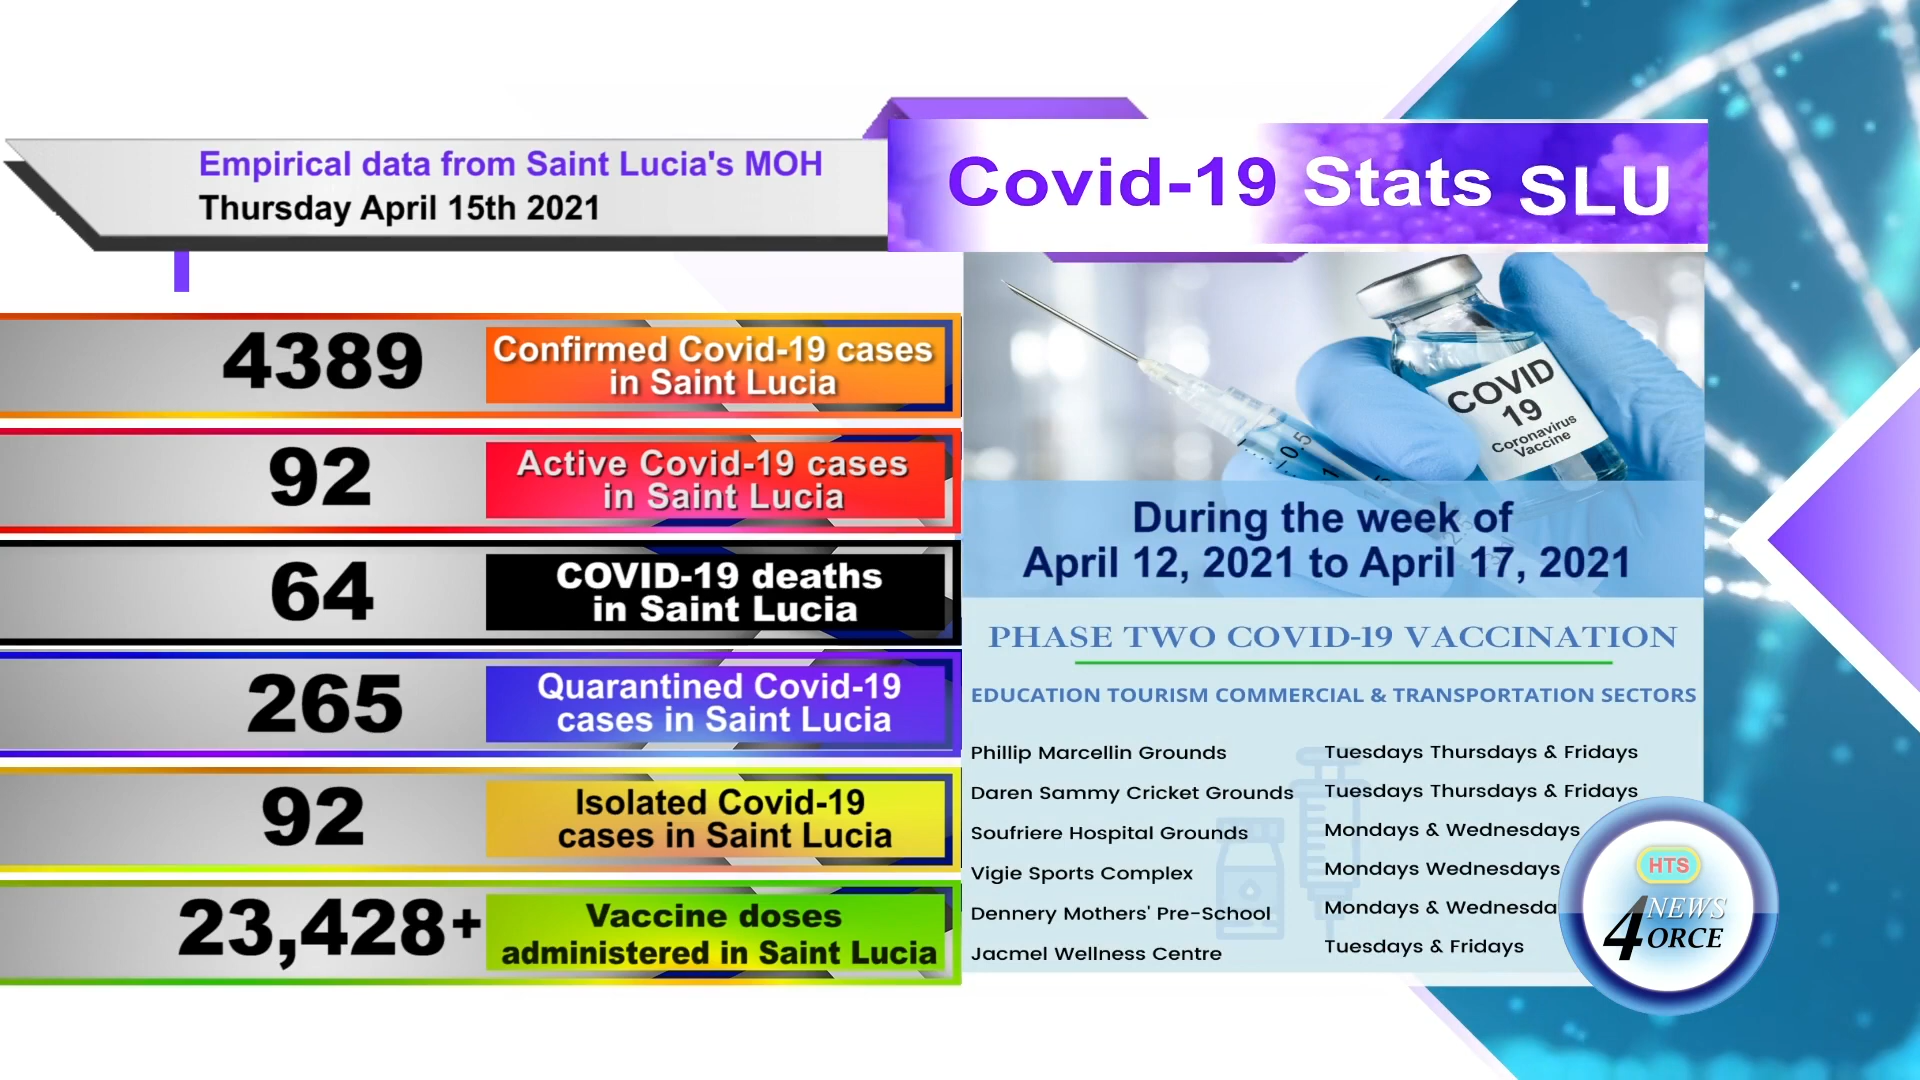 Empirical data from Saint Lucia's MOH
Thursday April 15th 2021
Covid-19 Stats SLU
4389
Confirmed Covid-19 cases
in Saint Lucia
92
Active Covid-19 cases
in Saint Lucia
64
COVID-19 deaths
in Saint Lucia
265
Quarantined Covid-19
cases in Saint Lucia
92
Isolated Covid-19
cases in Saint Lucia
23,428+
Vaccine doses
administered in Saint Lucia
COVID
19
Coronavirus
Vaccine
0.5
1
During the week of
April 12, 2021 to April 17, 2021
PHASE TWO COVID-19 VACCINATION
EDUCATION TOURISM COMMERCIAL & TRANSPORTATION SECTORS
Phillip Marcellin Grounds Tuesdays Thursdays & Fridays
Daren Sammy Cricket Grounds Tuesdays Thursdays & Fridays
Soufriere Hospital Grounds Mondays & Wednesdays
Vigie Sports Complex Mondays Wednesdays
Dennery Mothers' Pre-School Mondays & Wednesda
Jacmel Wellness Centre Tuesdays & Fridays
HTS
NEWS
4ORCE